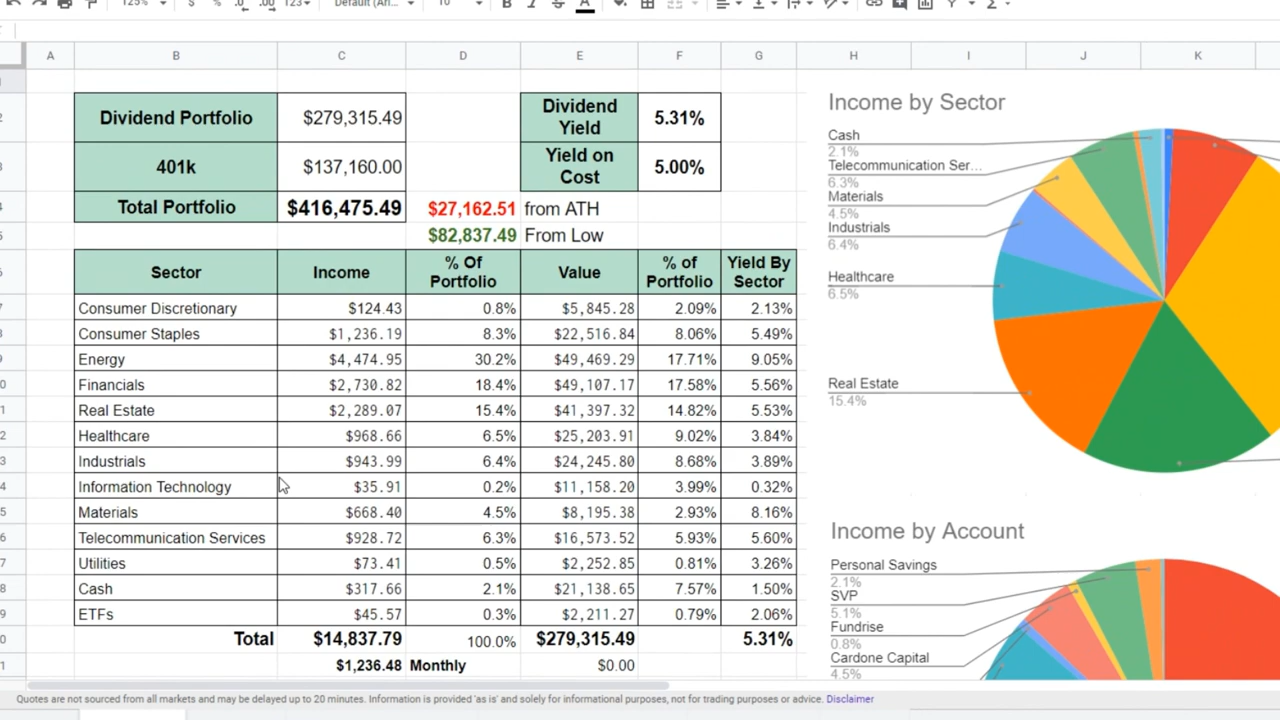 125%
$ % .0 .00 123
Default (Ari...
10
B I S A
A B C D E F G H I J K
Dividend Portfolio $279,315.49 Dividend Yield 5.31%
401k $137,160.00 Yield on Cost 5.00%
Total Portfolio $416,475.49 $27,162.51 from ATH
$82,837.49 From Low
Sector Income % Of Portfolio Value % of Portfolio Yield By Sector
Consumer Discretionary $124.43 0.8% $5,845.28 2.09% 2.13%
Consumer Staples $1,236.19 8.3% $22,516.84 8.06% 5.49%
Energy $4,474.95 30.2% $49,469.29 17.71% 9.05%
Financials $2,730.82 18.4% $49,107.17 17.58% 5.56%
Real Estate $2,289.07 15.4% $41,397.32 14.82% 5.53%
Healthcare $968.66 6.5% $25,203.91 9.02% 3.84%
Industrials $943.99 6.4% $24,245.80 8.68% 3.89%
Information Technology $35.91 0.2% $11,158.20 3.99% 0.32%
Materials $668.40 4.5% $8,195.38 2.93% 8.16%
Telecommunication Services $928.72 6.3% $16,573.52 5.93% 5.60%
Utilities $73.41 0.5% $2,252.85 0.81% 3.26%
Cash $317.66 2.1% $21,138.65 7.57% 1.50%
ETFs $45.57 0.3% $2,211.27 0.79% 2.06%
Total $14,837.79 100.0% $279,315.49 5.31%
$1,236.48 Monthly $0.00
Income by Sector
Cash
2.1%
Telecommunication Ser...
6.3%
Materials
4.5%
Industrials
6.4%
Healthcare
6.5%
Real Estate
15.4%
Income by Account
Personal Savings
2.1%
SVP
5.1%
Fundrise
0.8%
Cardone Capital
4.5%
Quotes are not sourced from all markets and may be delayed up to 20 minutes. Information is provided 'as is' and solely for informational purposes, not for trading purposes or advice. Disclaimer